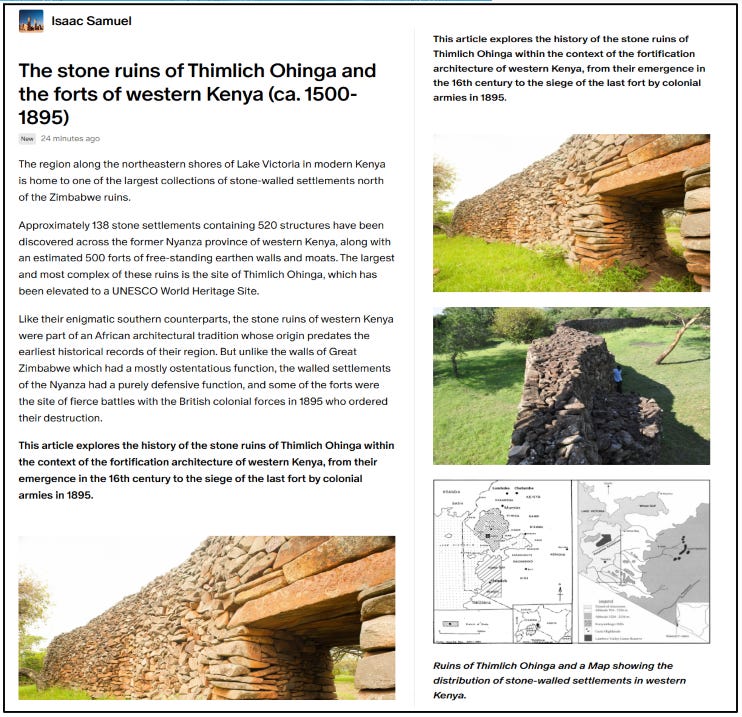 Isaac Samuel
The stone ruins of Thimlich Ohinga and
the forts of western Kenya (ca. 1500-
1895)
New 24 minutes ago
The region along the northeastern shores of Lake Victoria in modern Kenya
is home to one of the largest collections of stone-walled settlements north
of the Zimbabwe ruins.
Approximately 138 stone settlements containing 520 structures have been
discovered across the former Nyanza province of western Kenya, along with
an estimated 500 forts of free-standing earthen walls and moats. The largest
and most complex of these ruins is the site of Thimlich Ohinga, which has
been elevated to a UNESCO World Heritage Site.
Like their enigmatic southern counterparts, the stone ruins of western Kenya
were part of an African architectural tradition whose origin predates the
earliest historical records of their region. But unlike the walls of Great
Zimbabwe which had a mostly ostentatious function, the walled settlements
of the Nyanza had a purely defensive function, and some of the forts were
the site of fierce battles with the British colonial forces in 1895 who ordered
their destruction.
This article explores the history of the stone ruins of Thimlich Ohinga within
the context of the fortification architecture of western Kenya, from their
emergence in the 16th century to the siege of the last fort by colonial
armies in 1895.
This article explores the history of the stone ruins of
Thimlich Ohinga within the context of the fortification
architecture of western Kenya, from their emergence in
the 16th century to the siege of the last fort by colonial
armies in 1895.
LAKE VICTORIA
Legend
Ruins of Thimlich Ohinga and a Map showing the
distribution of stone-walled settlements in western
Kenya.